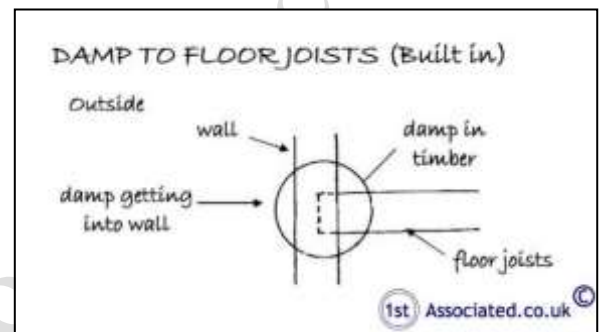 DAMP TO FLOOR JOISTS (Built in)
Outside
wall
damp in
timber
damp getting
into wall
floor joists
1st Associated.co.uk ©